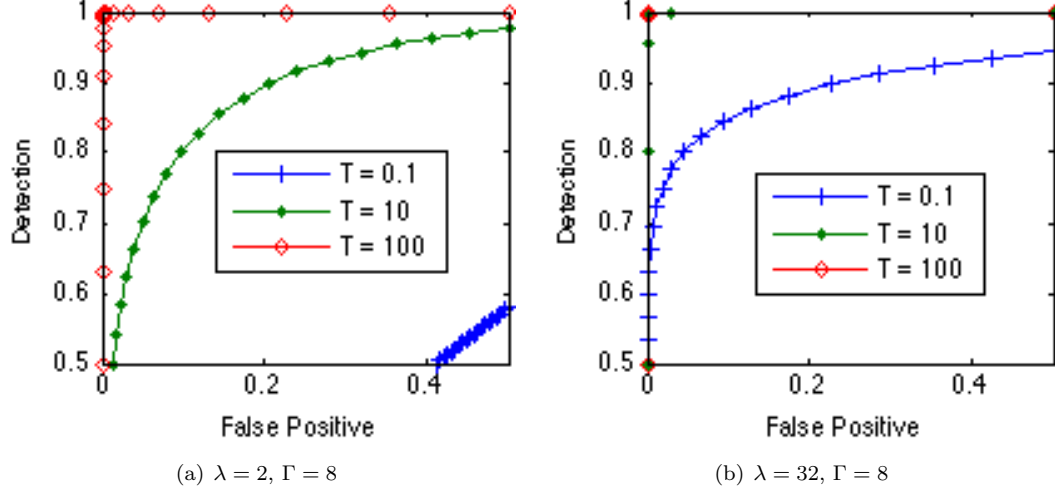 1
0.9
0.8
0.7
0.6
0.5
0
0.2
0.4
Detection
False Positive
T = 0.1
T = 10
T = 100
(a) λ = 2, Γ = 8
1
0.9
0.8
0.7
0.6
0.5
0
0.2
0.4
Detection
False Positive
T = 0.1
T = 10
T = 100
(b) λ = 32, Γ = 8